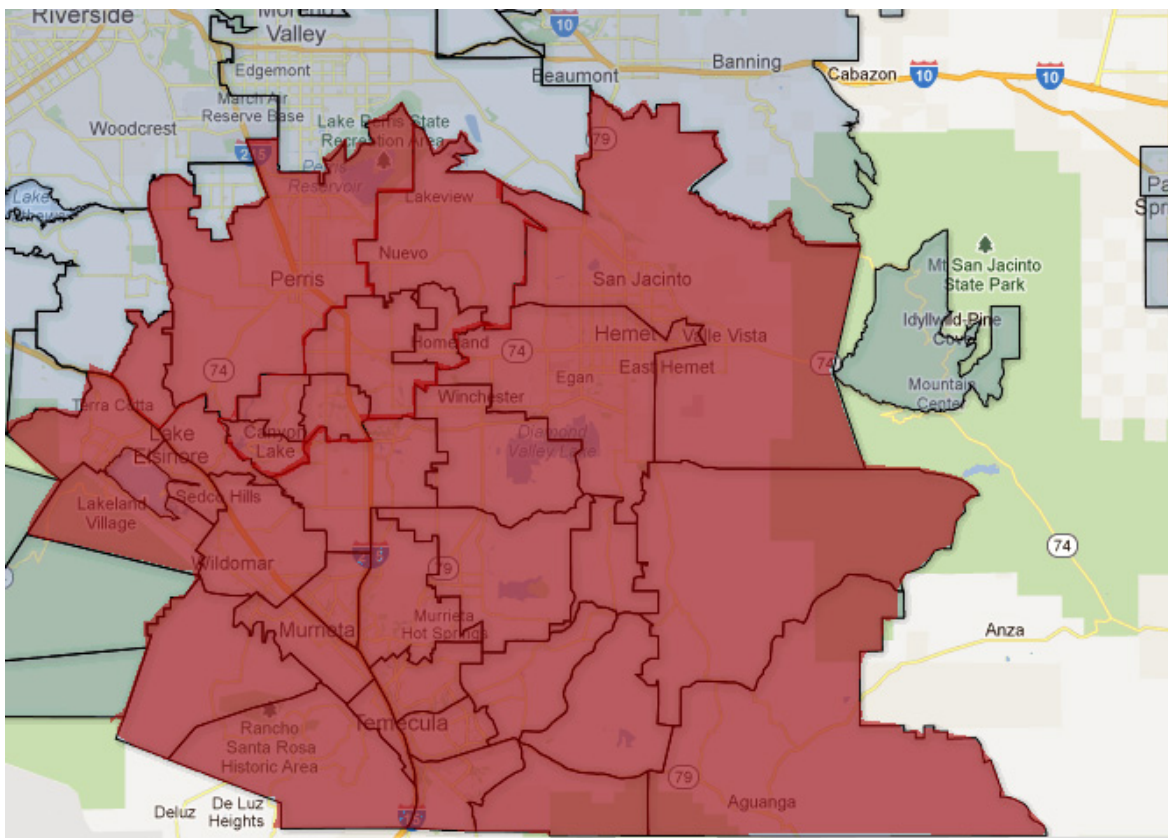 Riverside
Moreno
Valley
10
Banning
Edgemont
Beaumont
Cabazon
10
10
March Air
Reserve Base
Woodcrest
Lake Perris State
Recreation Area
79
215
Perris
Reservoir
Lake
Lakeview
Pa
Spr
Nuevo
Perris
San Jacinto
Mt San Jacinto
State Park
Idyllwild-Pine
Cove
Homeland
74
Hemet
Valle Vista
East Hemet
74
74
Egan
Winchester
Mountain
Center
Terra Cotta
Lake
Elsinore
Canyon
Lake
Diamond
Valley Lake
Sedco Hills
Lakeland
Village
74
Wildomar
79
Murrieta
Murrieta
Hot Springs
Anza
Temecula
Rancho
Santa Rosa
Historic Area
79
Aguanga
Deluz
De Luz
Heights